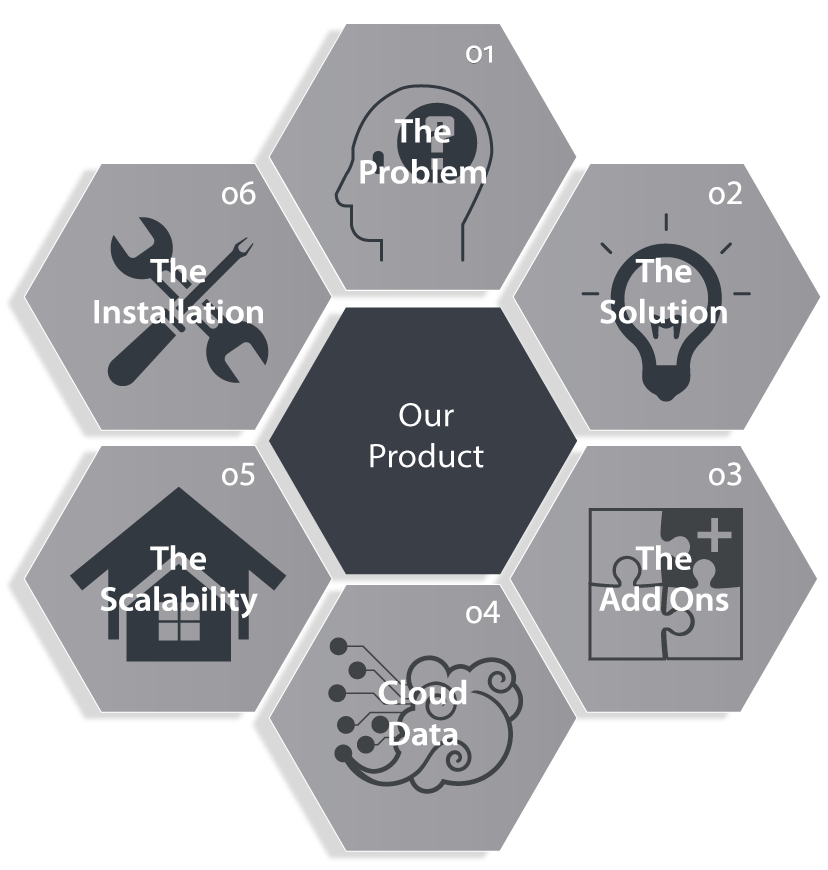 01
The
Problem
02
The
Solution
03
The
Add Ons
04
Cloud
Data
05
The
Scalability
06
The
Installation
Our
Product